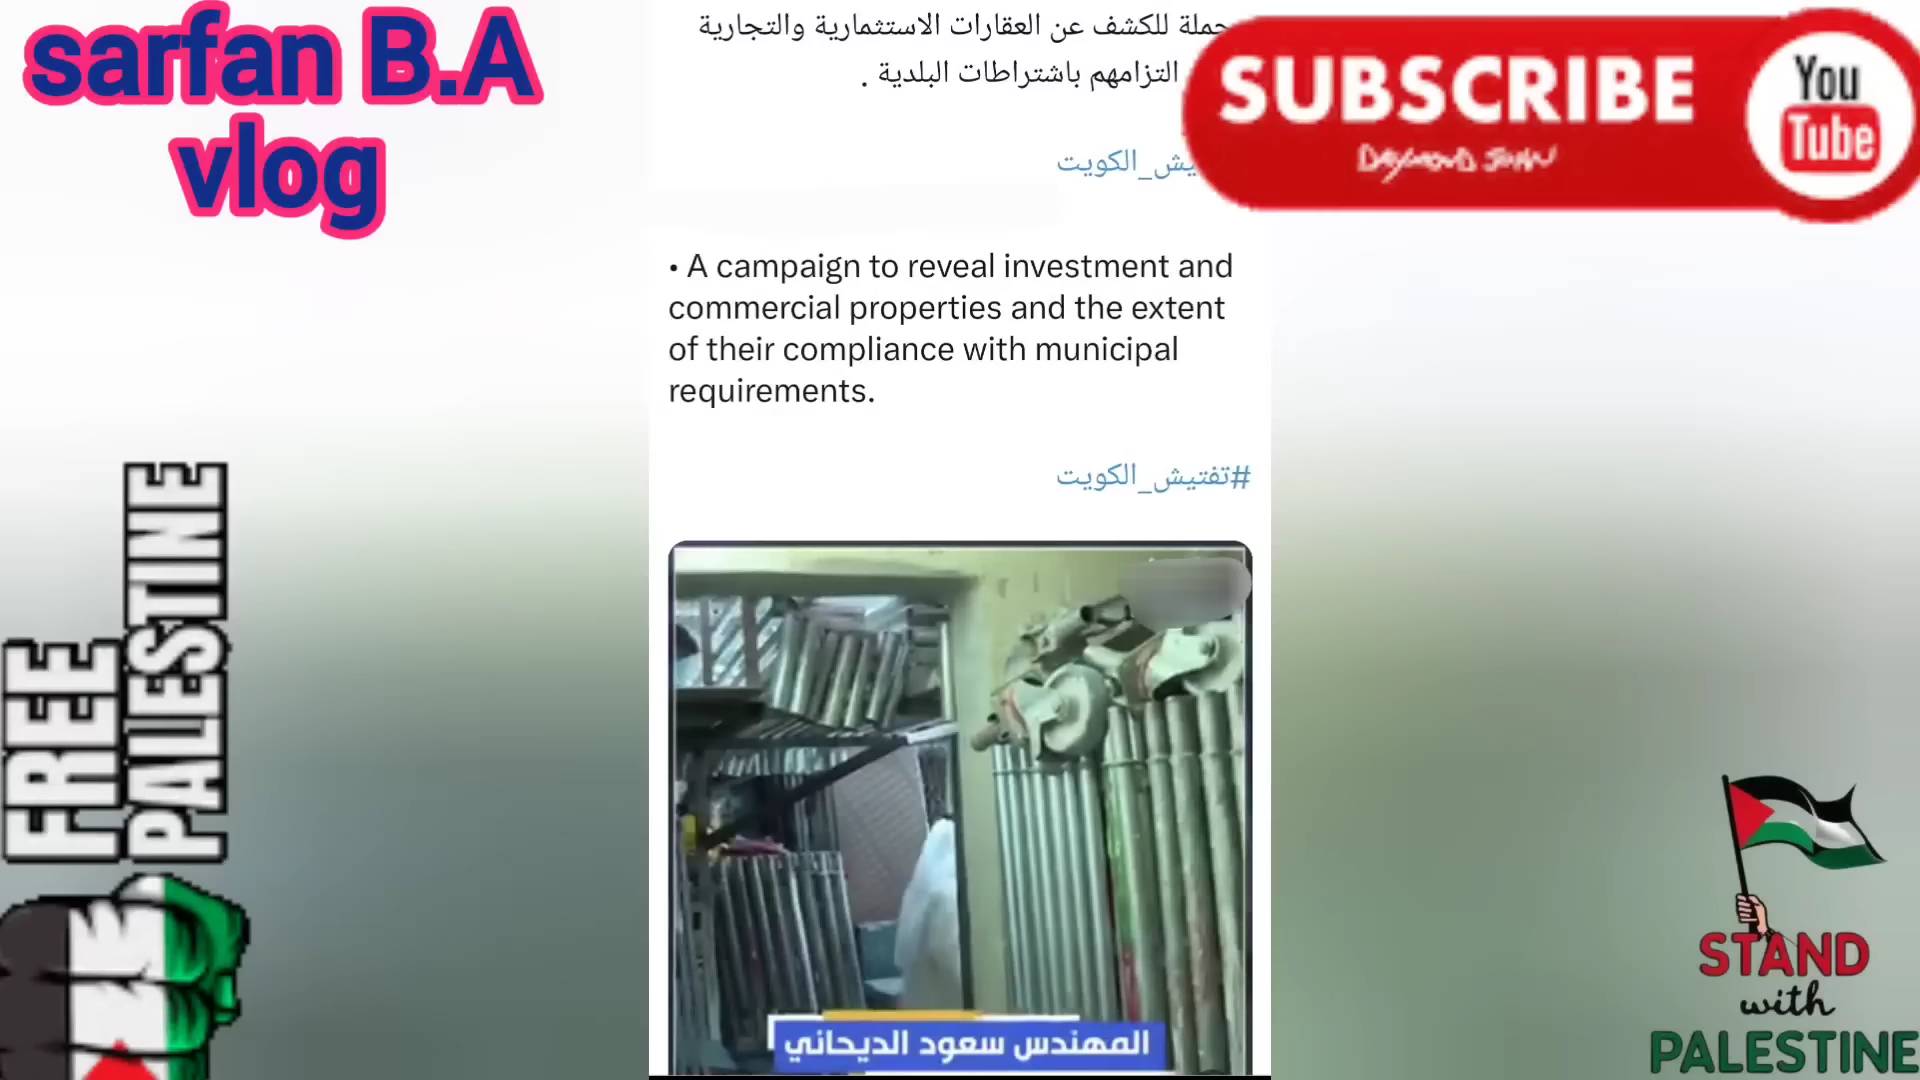 sarfan B.A
vlog
حملة للكشف عن العقارات الاستثمارية والتجارية
التزامهم باشتراطات البلدية .
يش_الكويت
SUBSCRIBE
You
Tube
• A campaign to reveal investment and
commercial properties and the extent
of their compliance with municipal
requirements.
#تفتيش_الكويت
المهندس سعود الديحاني
FREE
PALESTINE
STAND
with
PALESTINE